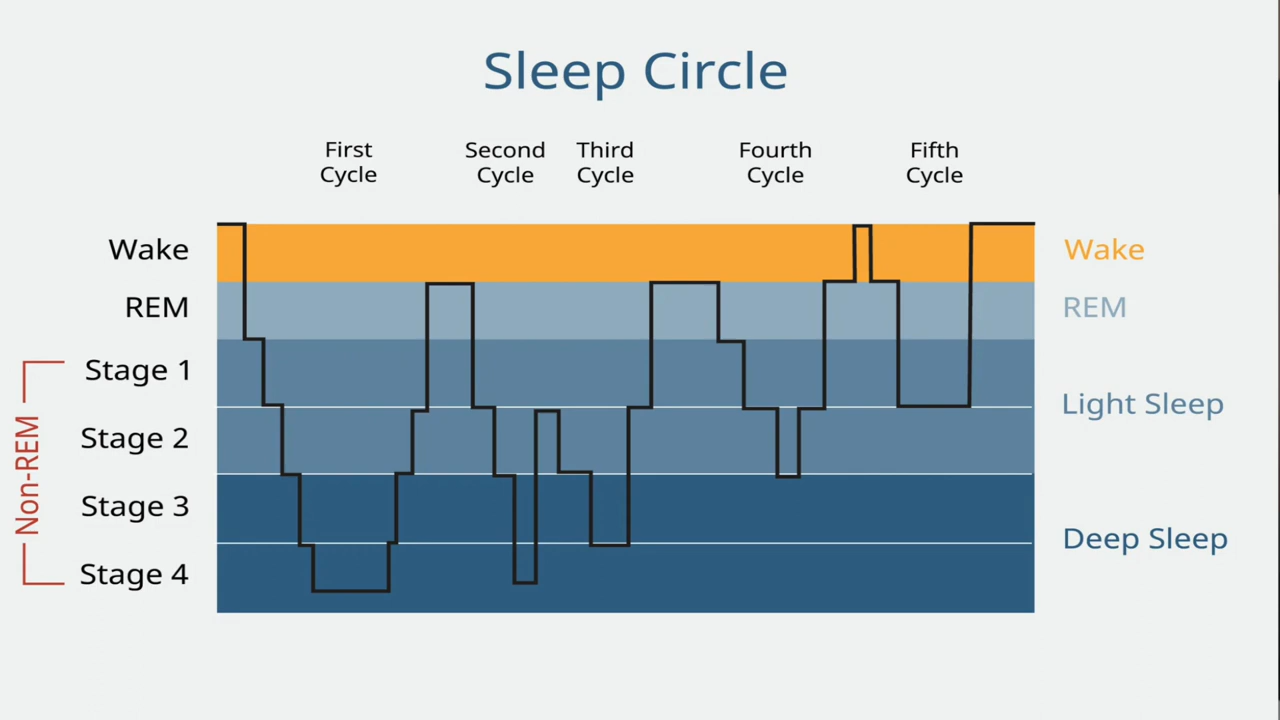 Sleep Circle
First
Cycle
Second
Cycle
Third
Cycle
Fourth
Cycle
Fifth
Cycle
Wake
REM
Stage 1
Stage 2
Stage 3
Stage 4
Non-REM
Wake
REM
Light Sleep
Deep Sleep